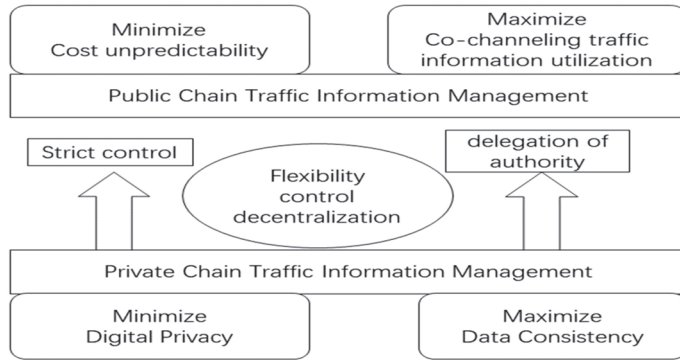 Minimize
Cost unpredictability
Maximize
Co-channeling traffic
information utilization
Public Chain Traffic Information Management
Strict control
delegation of
authority
Flexibility
control
decentralization
Private Chain Traffic Information Management
Minimize
Digital Privacy
Maximize
Data Consistency